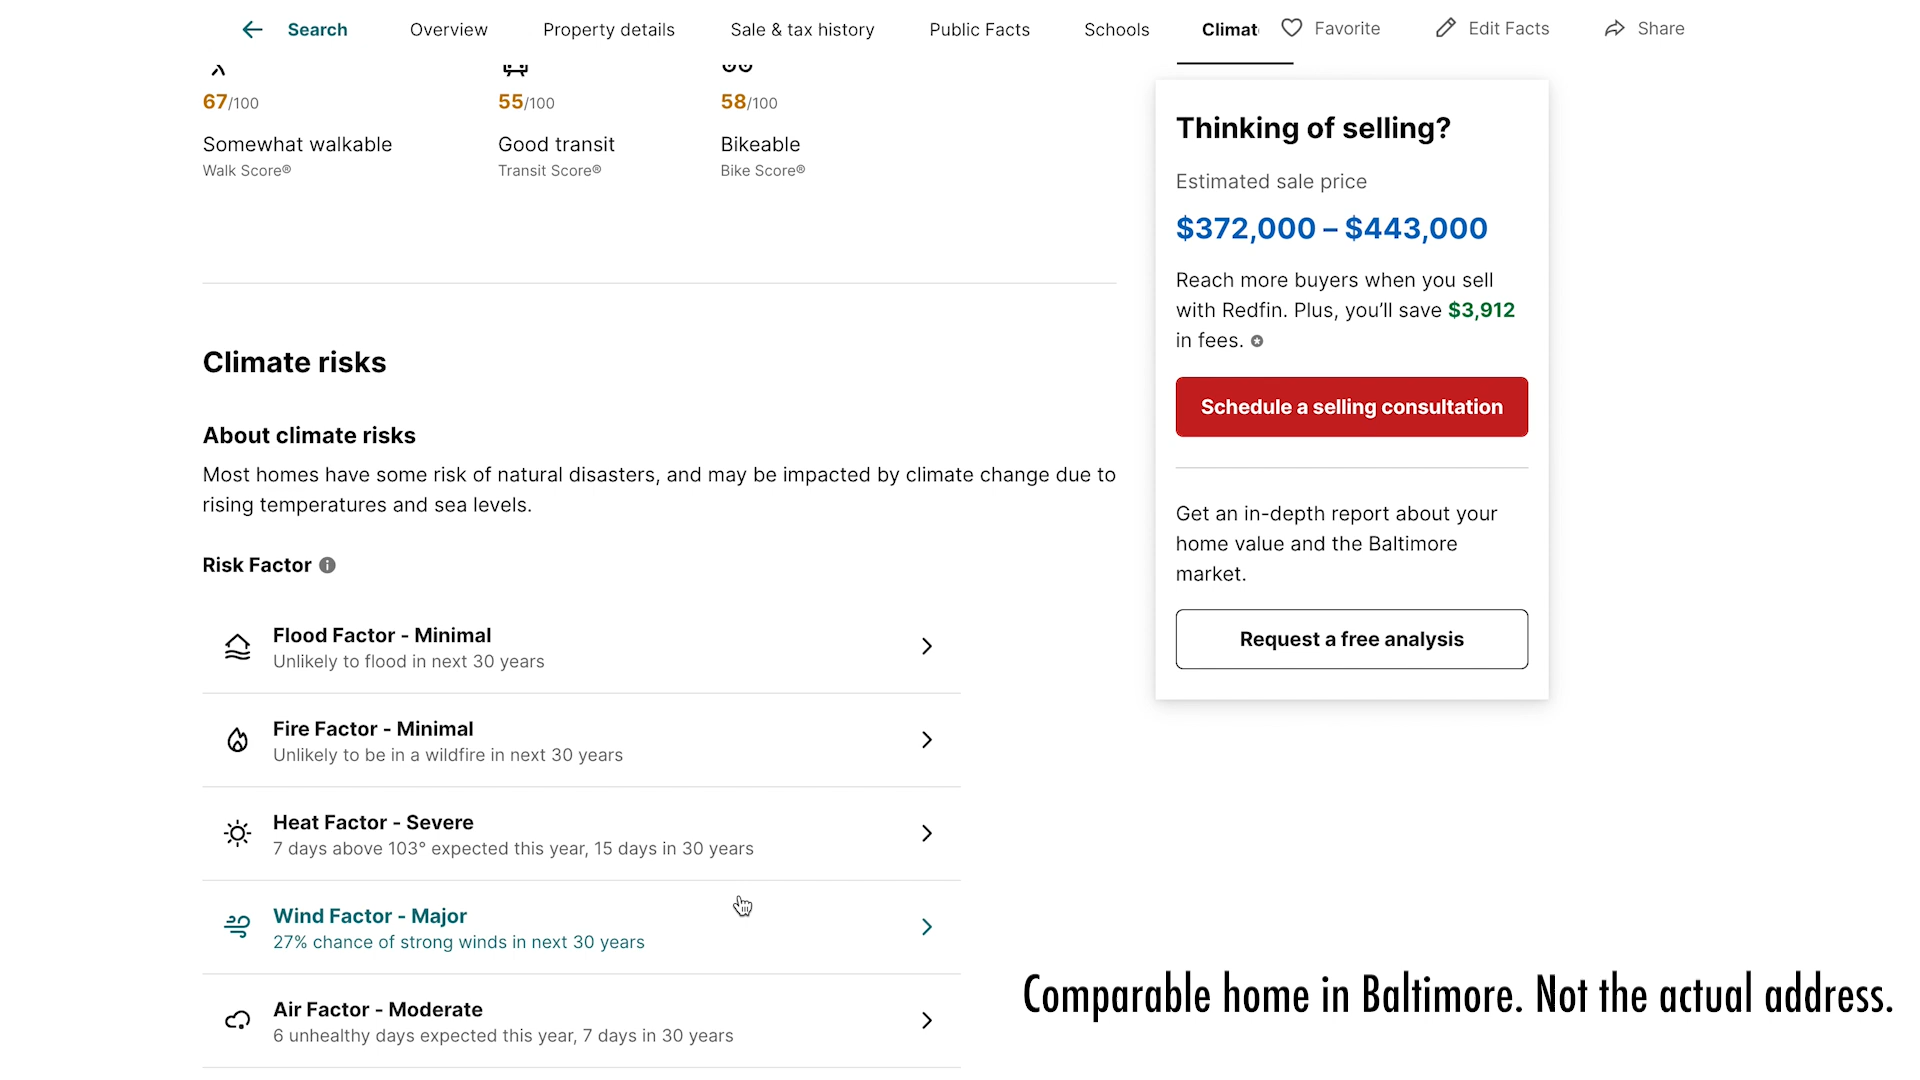 Search Overview Property details Sale & tax history Public Facts Schools Climat Favorite Edit Facts Share
67/100
Somewhat walkable
Walk Score®
55/100
Good transit
Transit Score®
58/100
Bikeable
Bike Score®
Climate risks
About climate risks
Most homes have some risk of natural disasters, and may be impacted by climate change due to
rising temperatures and sea levels.
Risk Factor
Flood Factor - Minimal
Unlikely to flood in next 30 years
Fire Factor - Minimal
Unlikely to be in a wildfire in next 30 years
Heat Factor - Severe
7 days above 103° expected this year, 15 days in 30 years
Wind Factor - Major
27% chance of strong winds in next 30 years
Air Factor - Moderate
6 unhealthy days expected this year, 7 days in 30 years
Thinking of selling?
Estimated sale price
$372,000 – $443,000
Reach more buyers when you sell
with Redfin. Plus, you’ll save $3,912
in fees.
Schedule a selling consultation
Get an in-depth report about your
home value and the Baltimore
market.
Request a free analysis
Comparable home in Baltimore. Not the actual address.